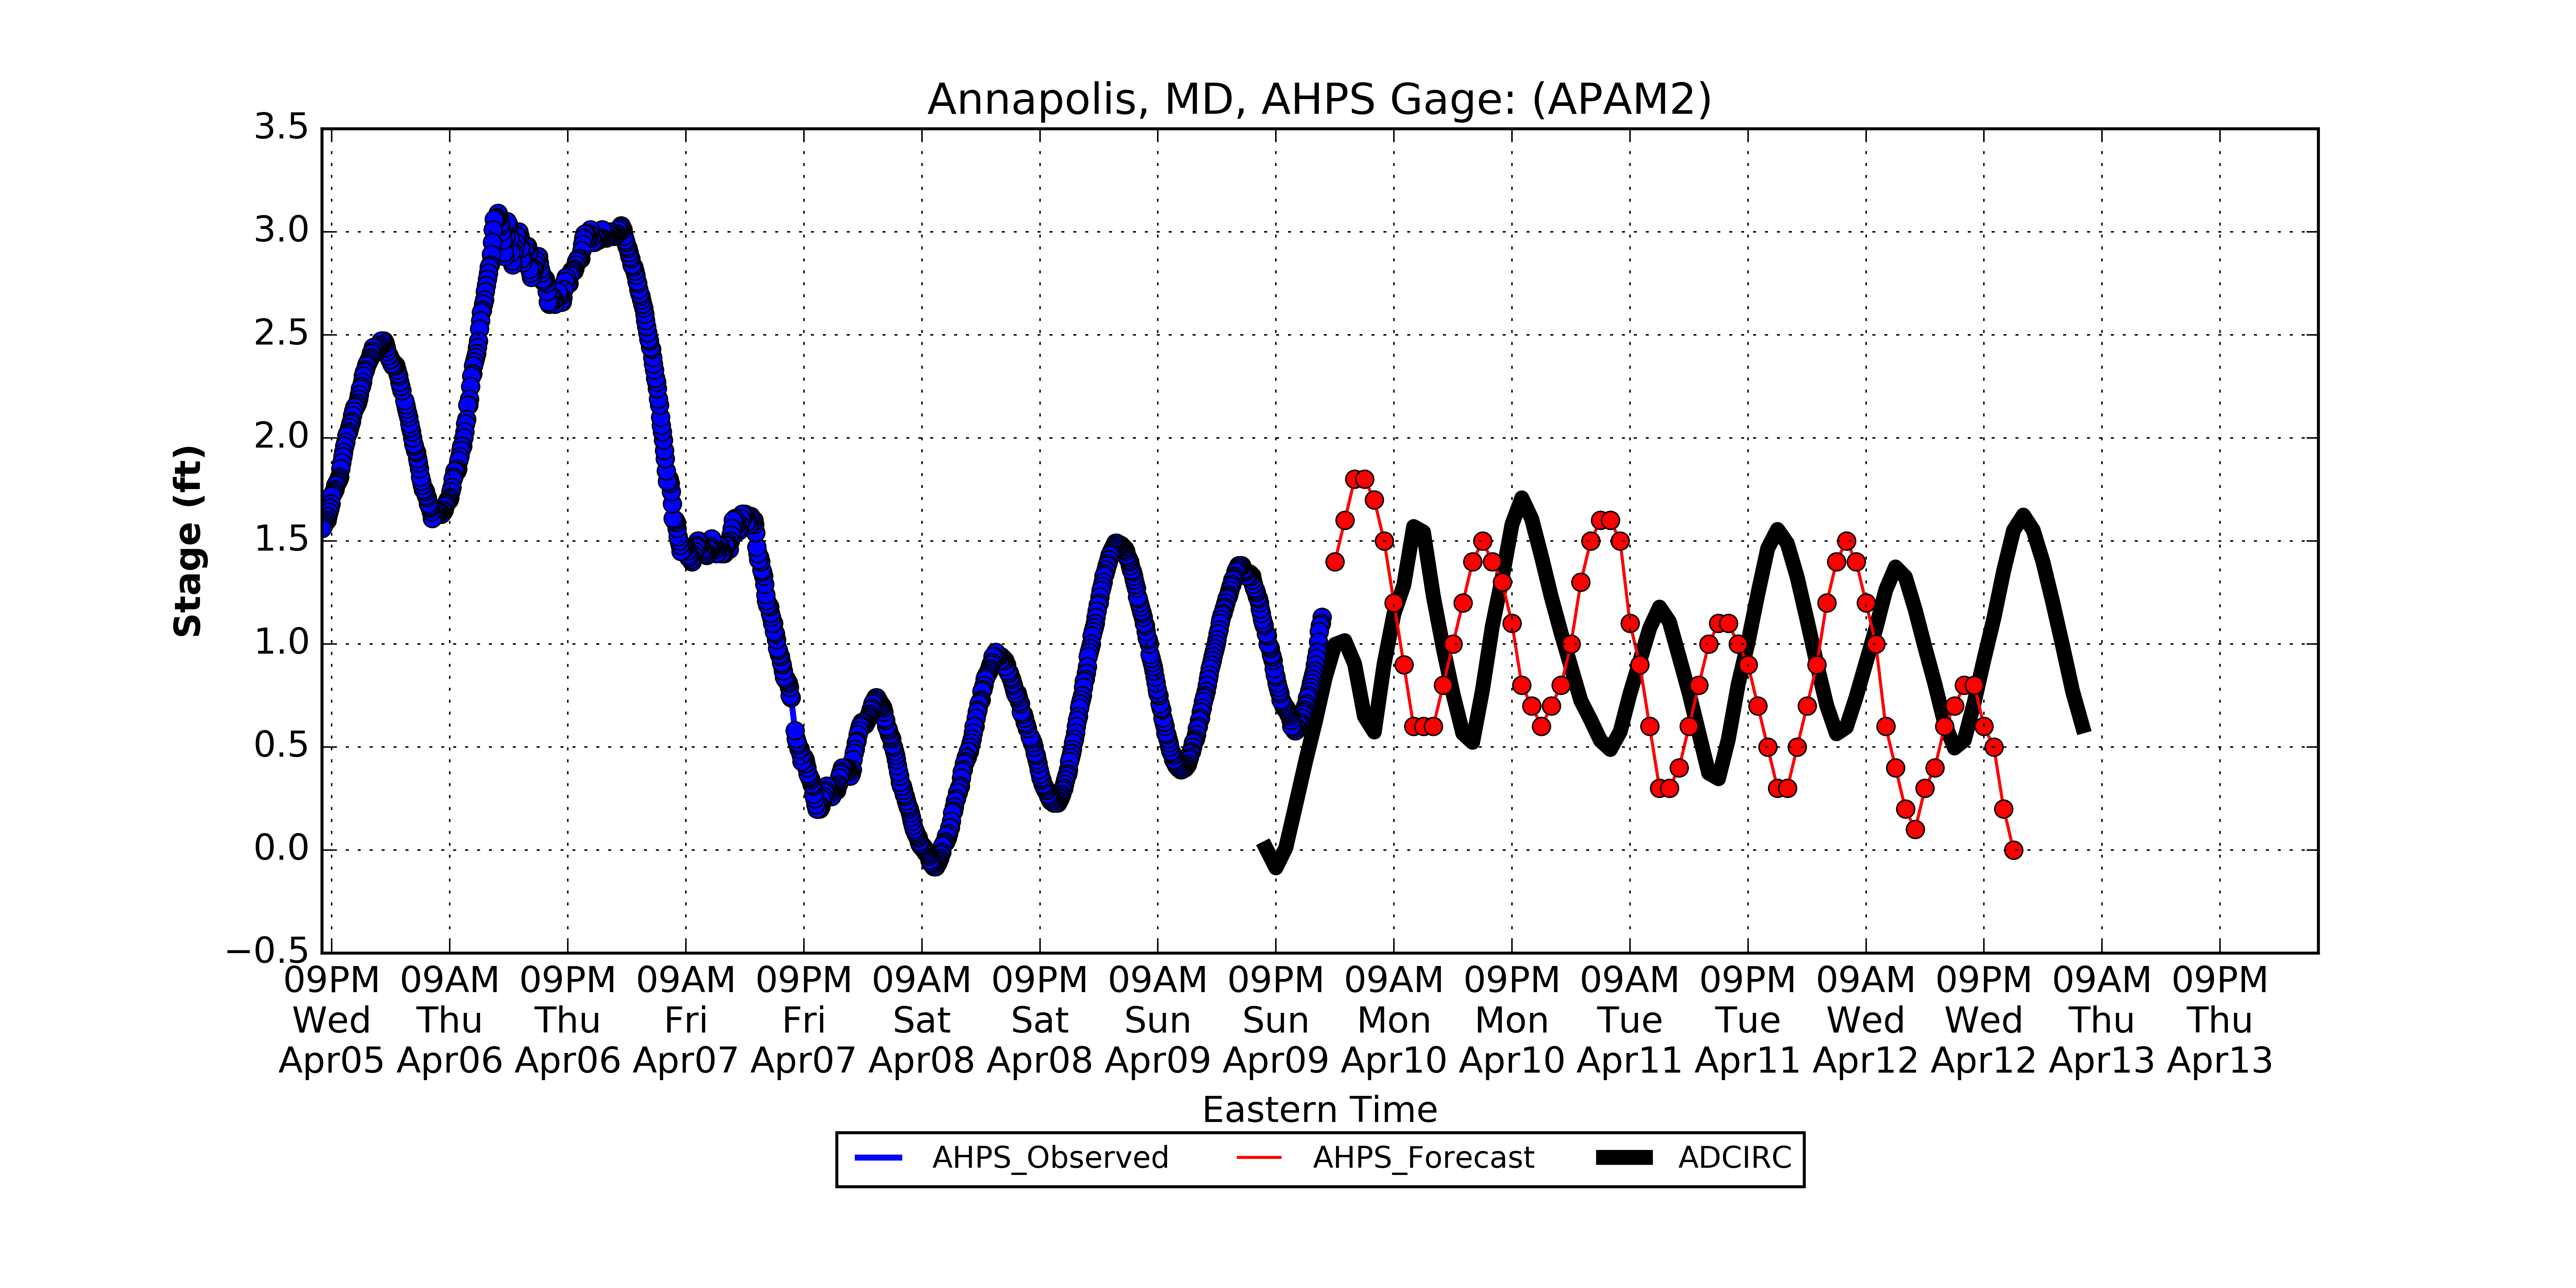 Annapolis, MD, AHPS Gage: (APAM2)
Stage (ft)
3.5
3.0
2.5
2.0
1.5
1.0
0.5
0.0
−0.5
09PM 09AM 09PM 09AM 09PM 09AM 09PM 09AM 09PM 09AM 09PM 09AM 09PM 09AM 09PM 09AM 09PM
Wed Thu Thu Fri Fri Sat Sat Sun Sun Mon Mon Tue Tue Wed Wed Thu Thu
Apr05 Apr06 Apr06 Apr07 Apr07 Apr08 Apr08 Apr09 Apr09 Apr10 Apr10 Apr11 Apr11 Apr12 Apr12 Apr13 Apr13
Eastern Time
AHPS_Observed AHPS_Forecast ADCIRC